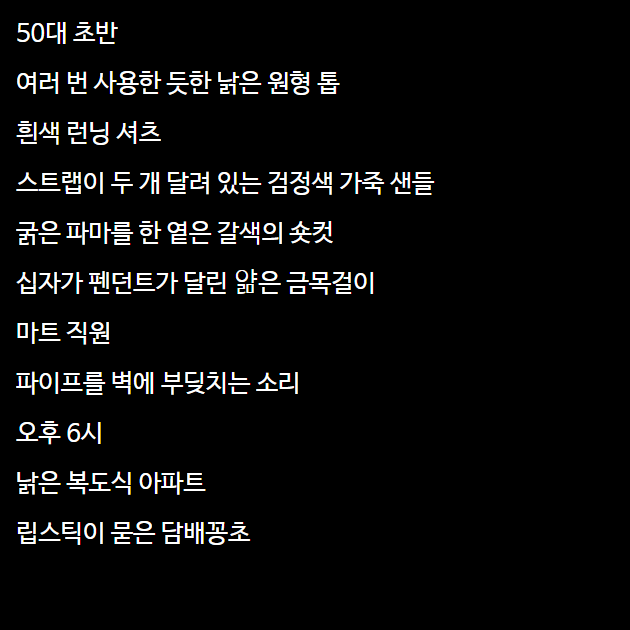 50대 초반
여러 번 사용한 듯한 낡은 원형 톱
흰색 런닝 셔츠
스트랩이 두 개 달려 있는 검정색 가죽 샌들
굵은 파마를 한 옅은 갈색의 숏컷
십자가 펜던트가 달린 얇은 금목걸이
마트 직원
파이프를 벽에 부딪치는 소리
오후 6시
낡은 복도식 아파트
립스틱이 묻은 담배꽁초